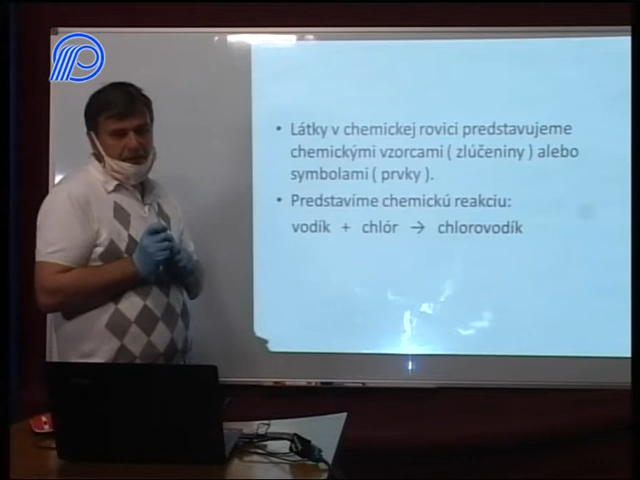 • Látky v chemickej rovici predstavujeme
chemickými vzorcami ( zlúčeniny ) alebo
symbolami ( prvky ).
• Predstavíme chemickú reakciu:
vodík + chlór → chlorovodík